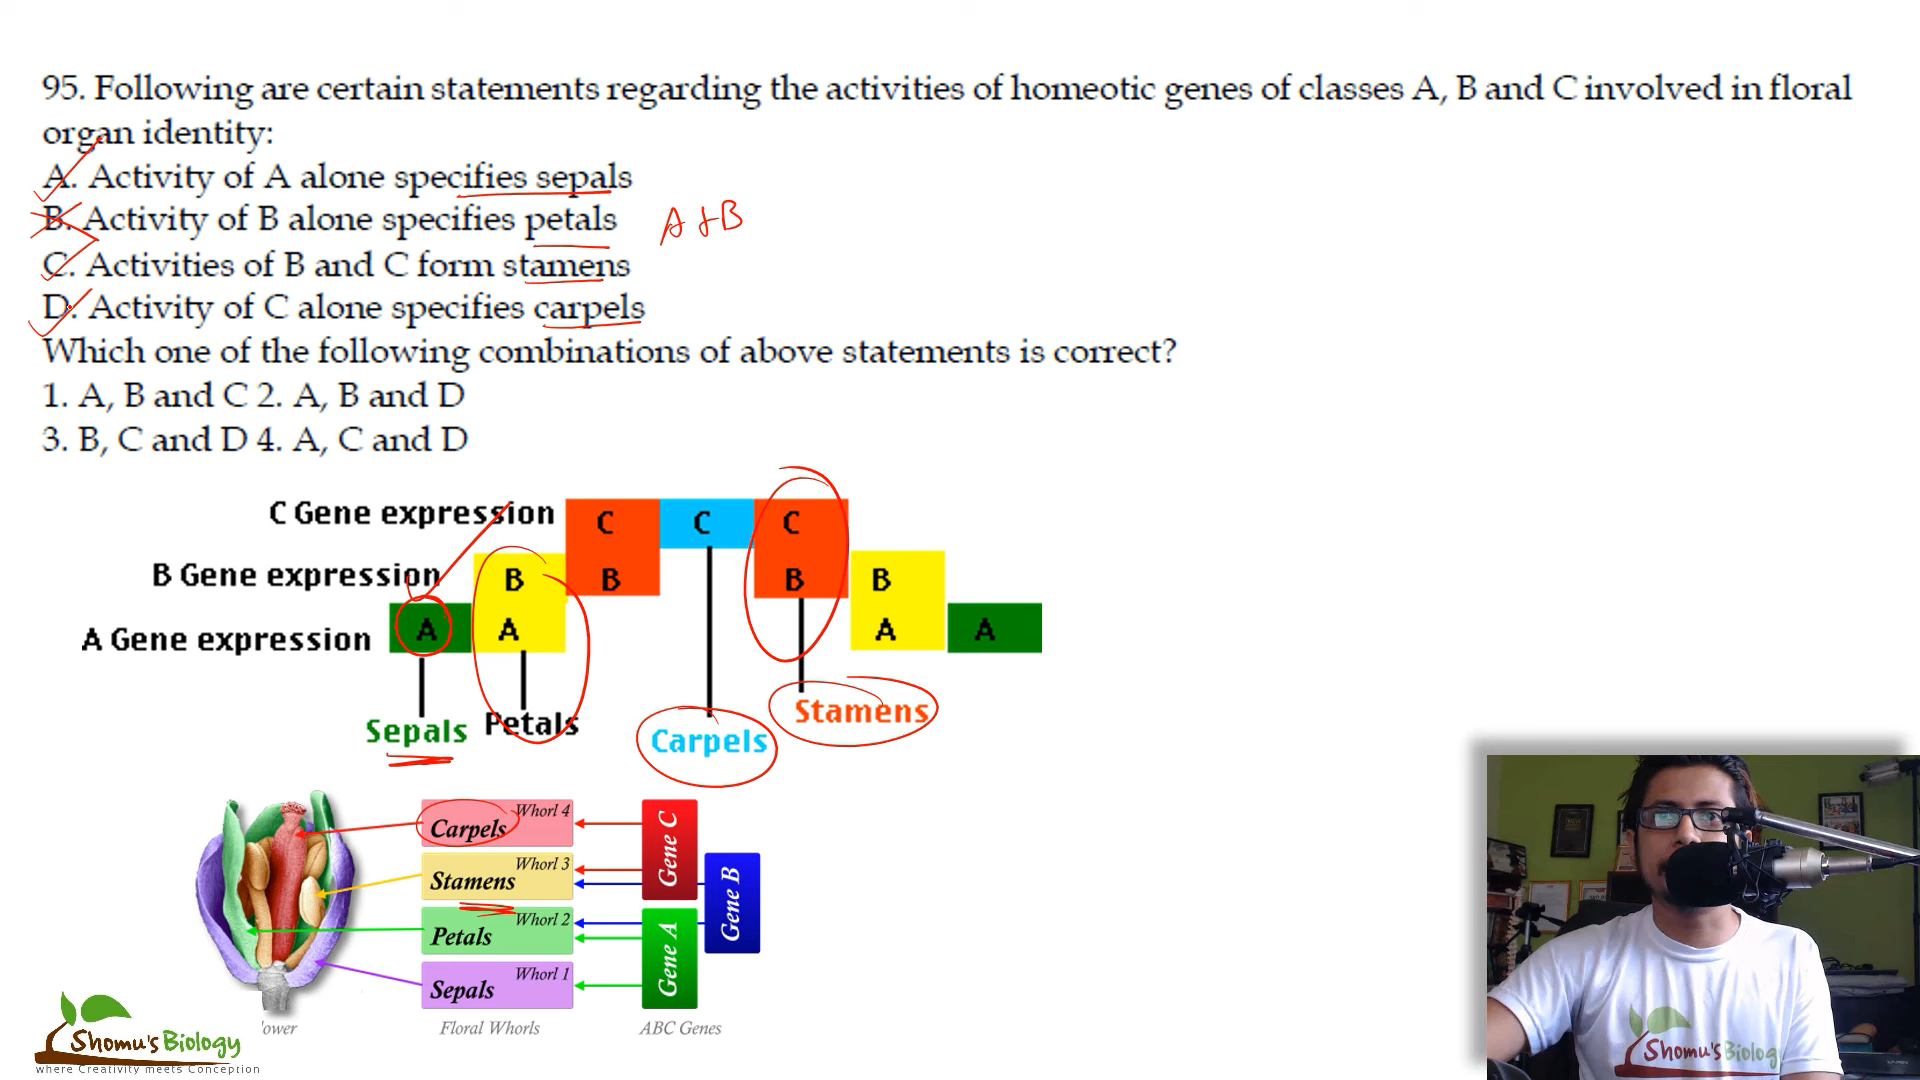 95. Following are certain statements regarding the activities of homeotic genes of classes A, B and C involved in floral
organ identity:
A. Activity of A alone specifies sepals
B. Activity of B alone specifies petals A + B
C. Activities of B and C form stamens
D. Activity of C alone specifies carpels
Which one of the following combinations of above statements is correct?
1. A, B and C 2. A, B and D
3. B, C and D 4. A, C and D
C Gene expression C C C
B Gene expression B B B B
A Gene expression A A A A
Sepals Petals Carpels Stamens
Carpels Whorl 4
Stamens Whorl 3
Petals Whorl 2
Sepals Whorl 1
Gene C
Gene B
Gene A
lower Floral Whorls ABC Genes
Shomu's Biology
where Creativity meets Conception
Shomu's Biolog